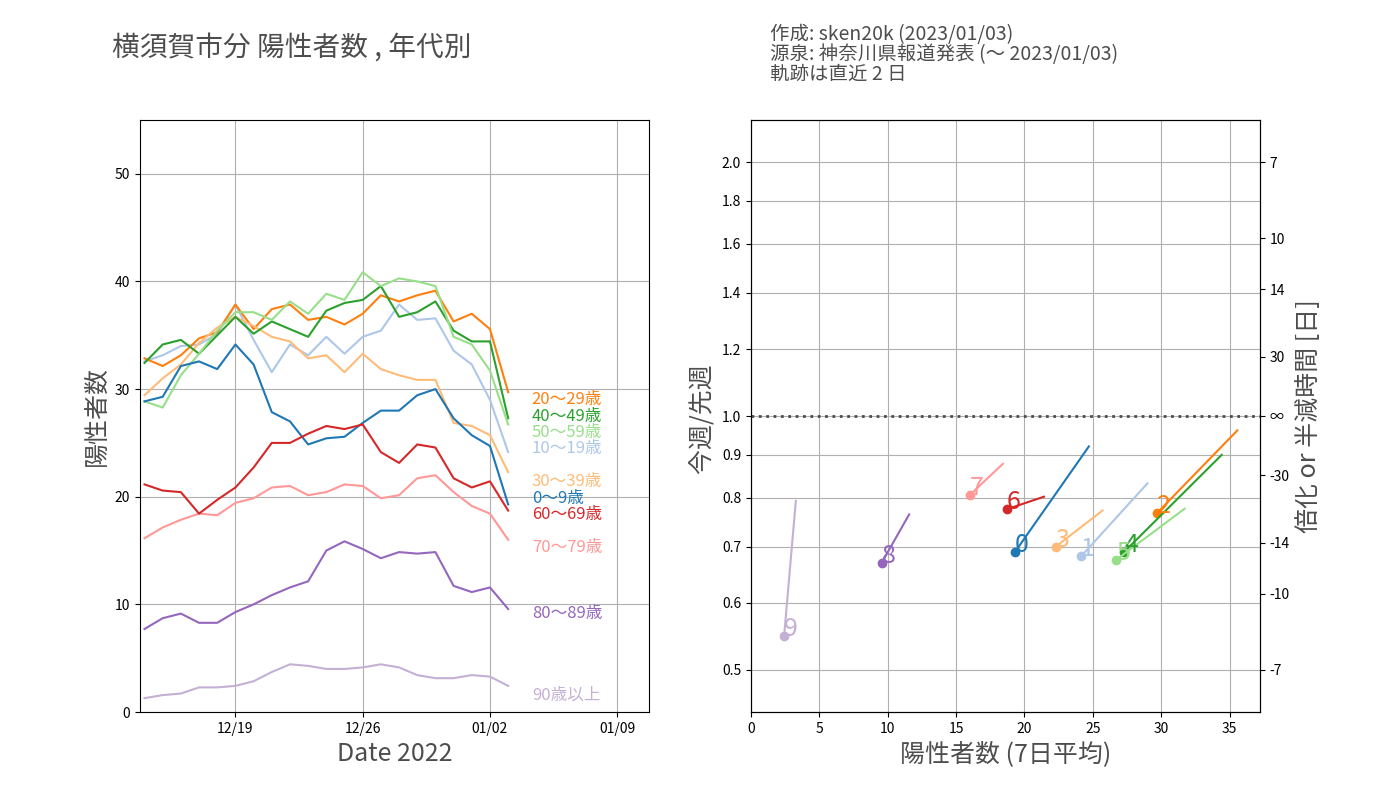 横須賀市分 陽性者数 , 年代別
作成: sken20k (2023/01/03)
源泉: 神奈川県報道発表 (〜 2023/01/03)
軌跡は直近 2 日
陽性者数
50
40
30
20
10
0
12/19
12/26
01/02
01/09
Date 2022
20〜29歳
40〜49歳
50〜59歳
10〜19歳
30〜39歳
0〜9歳
60〜69歳
70〜79歳
80〜89歳
90歳以上
今週/先週
2.0
1.8
1.6
1.4
1.2
1.0
0.9
0.8
0.7
0.6
0.5
0
5
10
15
20
25
30
35
陽性者数 (7日平均)
7
10
14
30
∞
-30
-14
-10
-7
倍化 or 半減時間 [日]
7
6
2
0
3
1
5
4
8
9